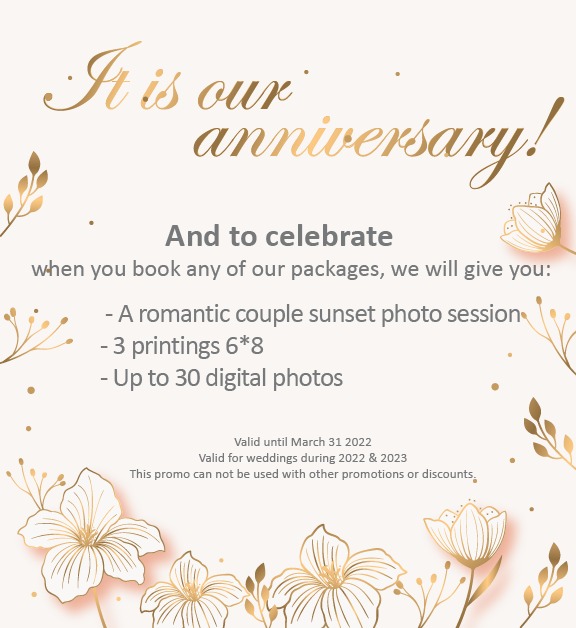 It is our
anniversary!
And to celebrate
when you book any of our packages, we will give you:
- A romantic couple sunset photo session
- 3 printings 6*8
- Up to 30 digital photos
Valid until March 31 2022
Valid for weddings during 2022 & 2023
This promo can not be used with other promotions or discounts.